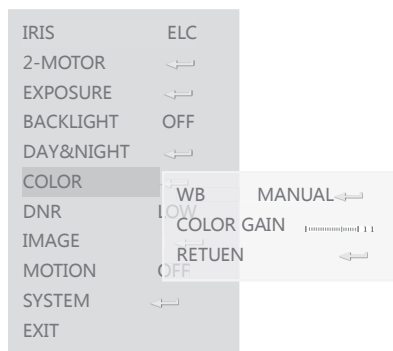 IRIS ELC
2-MOTOR
EXPOSURE
BACKLIGHT OFF
DAY&NIGHT
COLOR
DNR LOW
IMAGE
MOTION OFF
SYSTEM
EXIT
WB MANUAL
COLOR GAIN 11
RETUEN